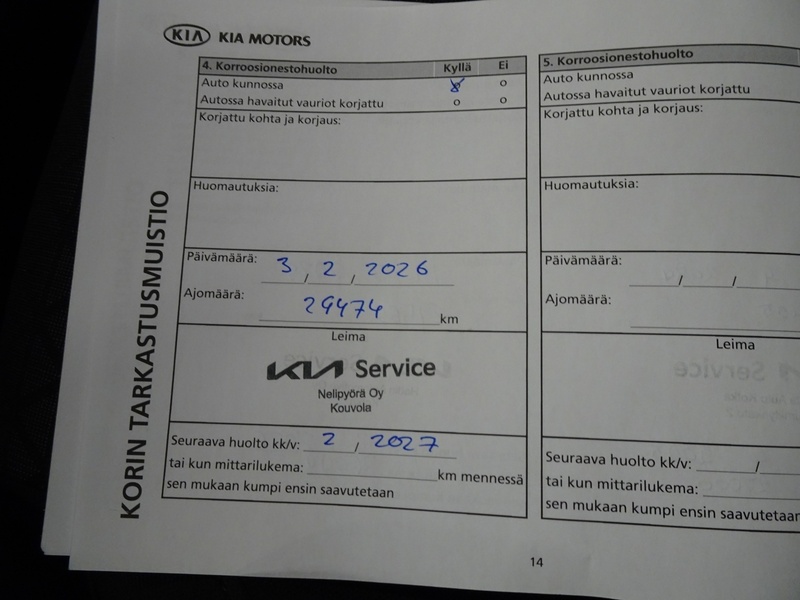 KIA KIA MOTORS
KORIN TARKASTUSMUISTIO
4. Korroosionestohuolto Kyllä Ei
Auto kunnossa x o
Autossa havaitut vauriot korjattu o o
Korjattu kohta ja korjaus:
Huomautuksia:
Päivämäärä: 3 / 2 / 2026
Ajomäärä: 29474 km
Leima
KIA Service
Nelipyörä Oy
Kouvola
Seuraava huolto kk/v: 2 / 2027
tai kun mittarilukema: km mennessä
sen mukaan kumpi ensin saavutetaan
5. Korroosionestohuolto
Auto kunnossa
Autossa havaitut vauriot korjattu
Korjattu kohta ja korjaus:
Huomautuksia:
Päivämäärä: / /
Ajomäärä:
Leima
Seuraava huolto kk/v: /
tai kun mittarilukema:
sen mukaan kumpi ensin saavutetaan
14